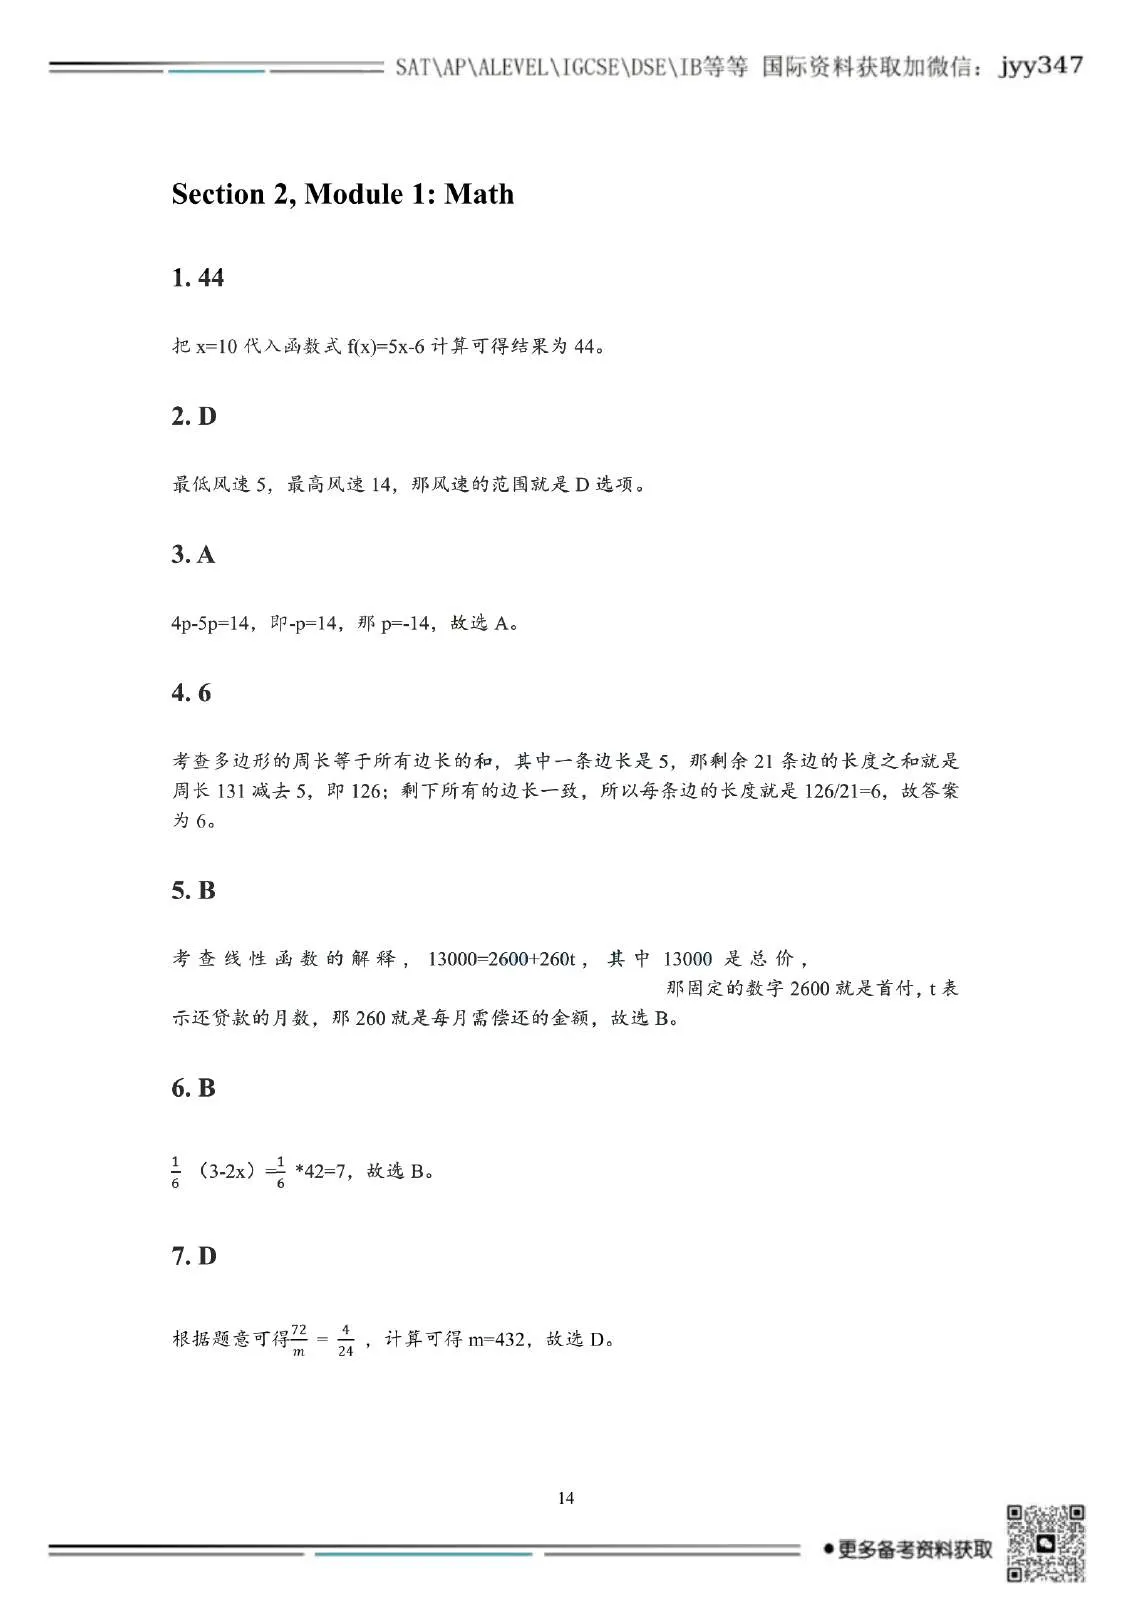 SAT\AP\ALEVEL\IGCSE\DSE\IB等等 国际资料获取加微信：jyy347
Section 2, Module 1: Math
1. 44
把 x=10 代入函数式 f(x)=5x-6 计算可得结果为 44。
2. D
最低风速 5，最高风速 14，那风速的范围就是 D 选项。
3. A
4p-5p=14，即-p=14，那 p=-14，故选 A。
4. 6
考查多边形的周长等于所有边长的和，其中一条边长是 5，那剩余 21 条边的长度之和就是
周长 131 减去 5，即 126；剩下所有的边长一致，所以每条边的长度就是 126/21=6，故答案
为 6。
5. B
考查线性函数的解释，13000=2600+260t，其中 13000 是总价，
那固定的数字 2600 就是首付，t 表
示还贷款的月数，那 260 就是每月需偿还的金额，故选 B。
6. B
1/6（3-2x）=1/6 *42=7，故选 B。
7. D
根据题意可得72/m = 4/24，计算可得 m=432，故选 D。
14
●更多备考资料获取